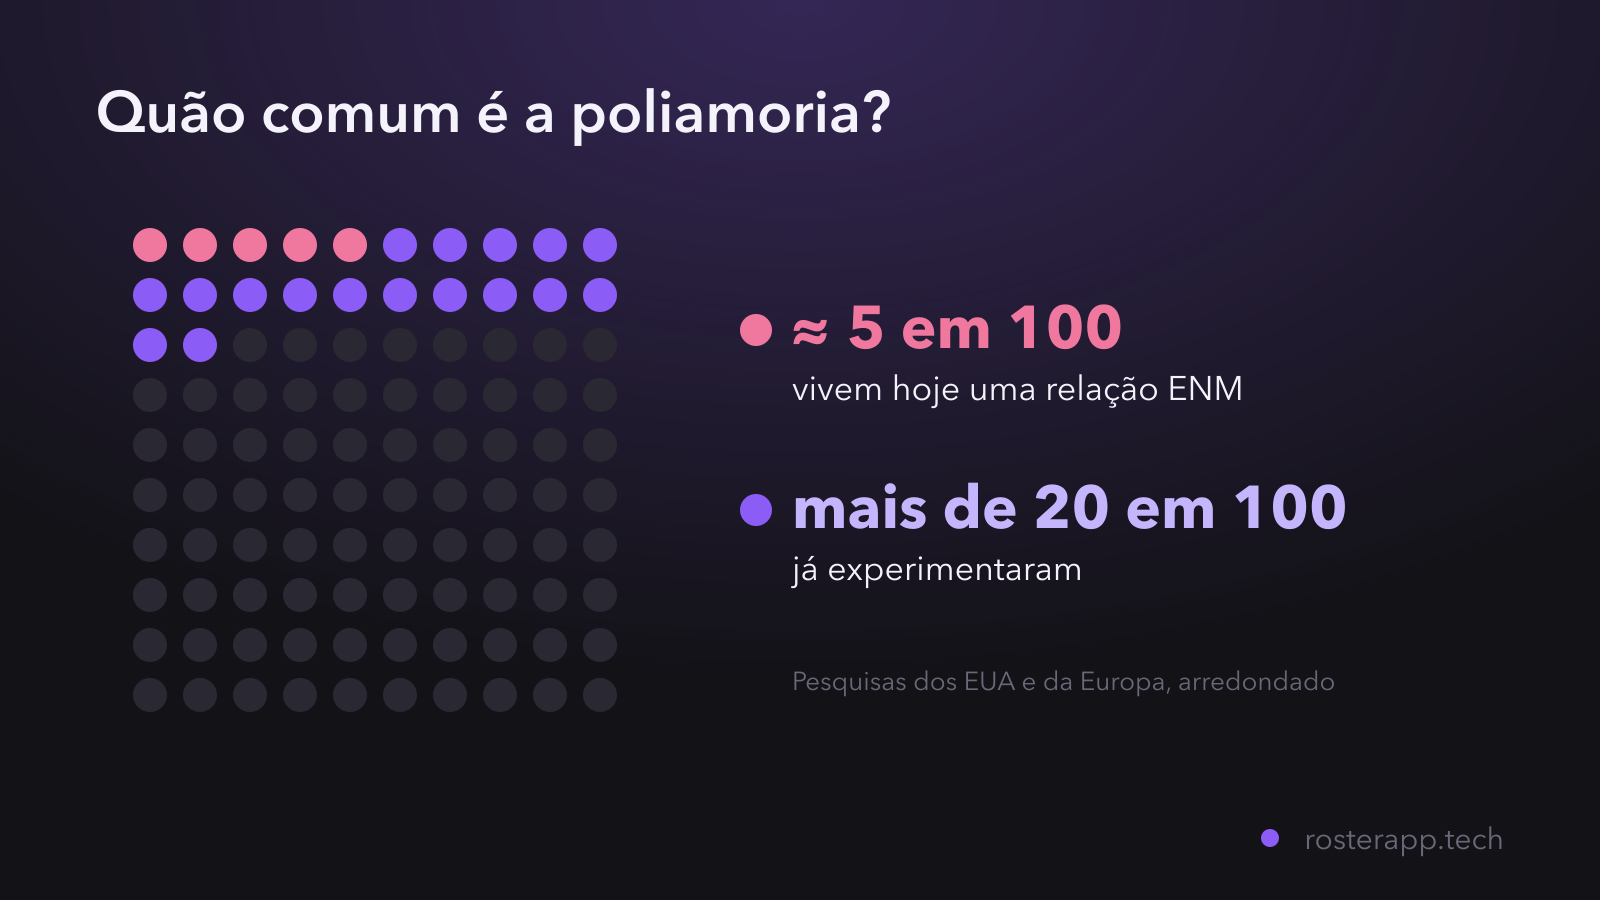 Quão comum é a poliamoria?
≈ 5 em 100
vivem hoje uma relação ENM
mais de 20 em 100
já experimentaram
Pesquisas dos EUA e da Europa, arredondado
rosterapp.tech